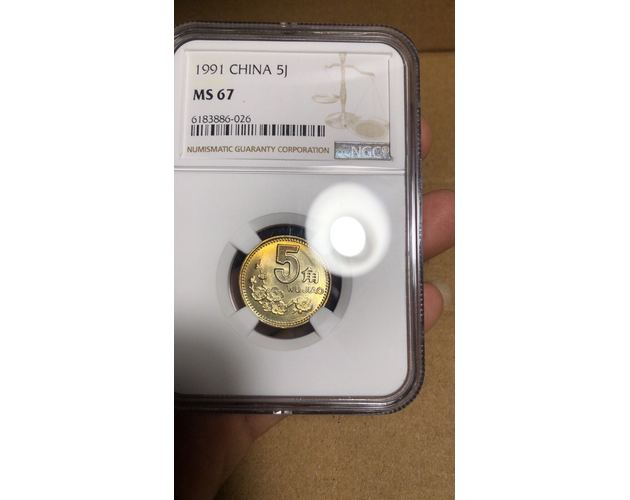 1991 CHINA 5J
MS 67
6183886-026
NUMISMATIC GUARANTY CORPORATION
NGC
5角
WU JIAO